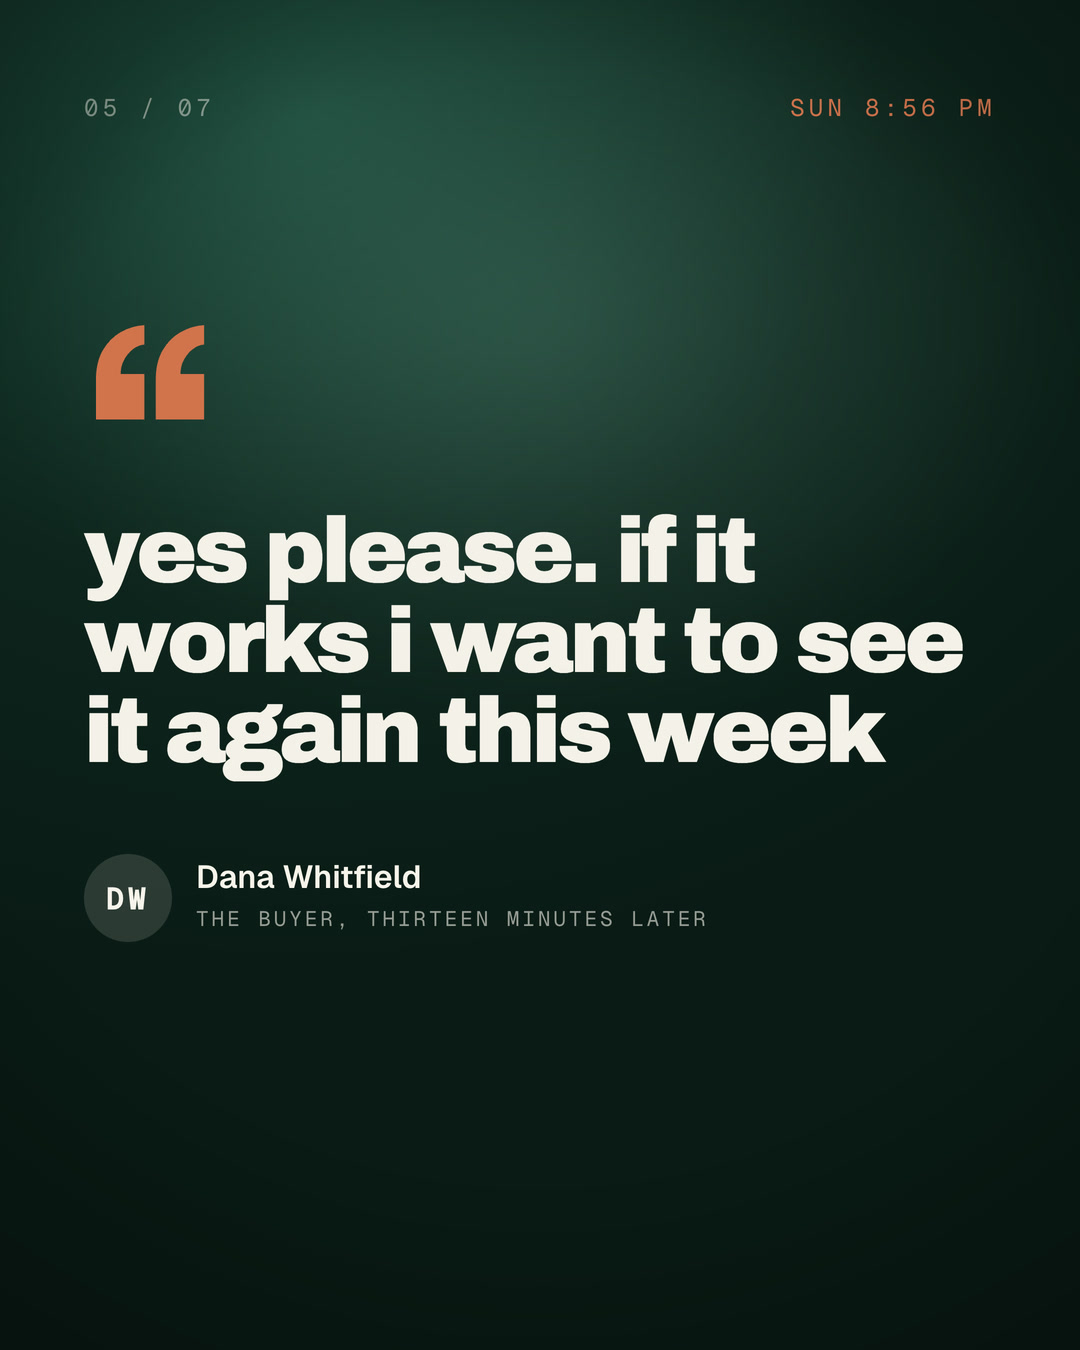 05 / 07
SUN 8:56 PM
“
yes please. if it
works i want to see
it again this week
DW
Dana Whitfield
THE BUYER, THIRTEEN MINUTES LATER